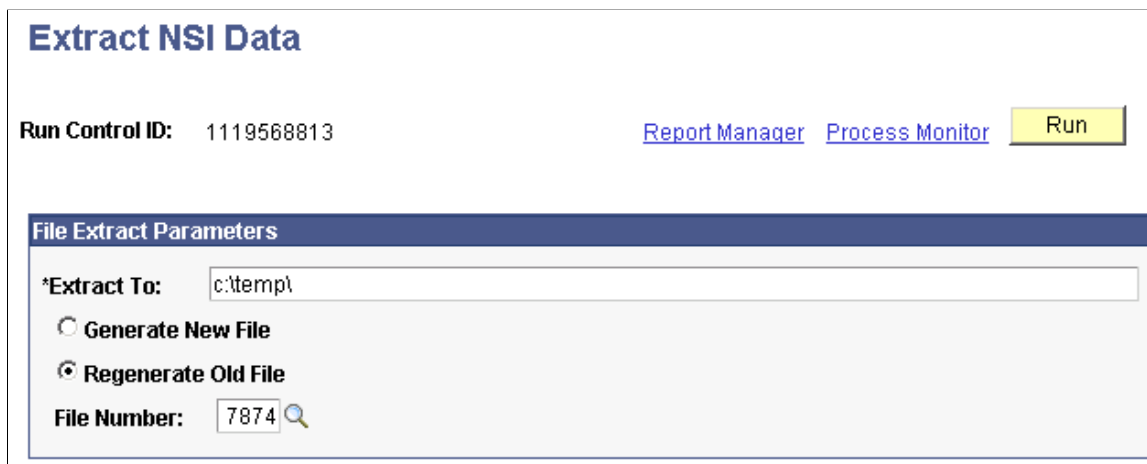 Extract NSI Data
Run Control ID: 1119568813 Report Manager Process Monitor Run
File Extract Parameters
*Extract To: c:\temp\
Generate New File
Regenerate Old File
File Number: 7874